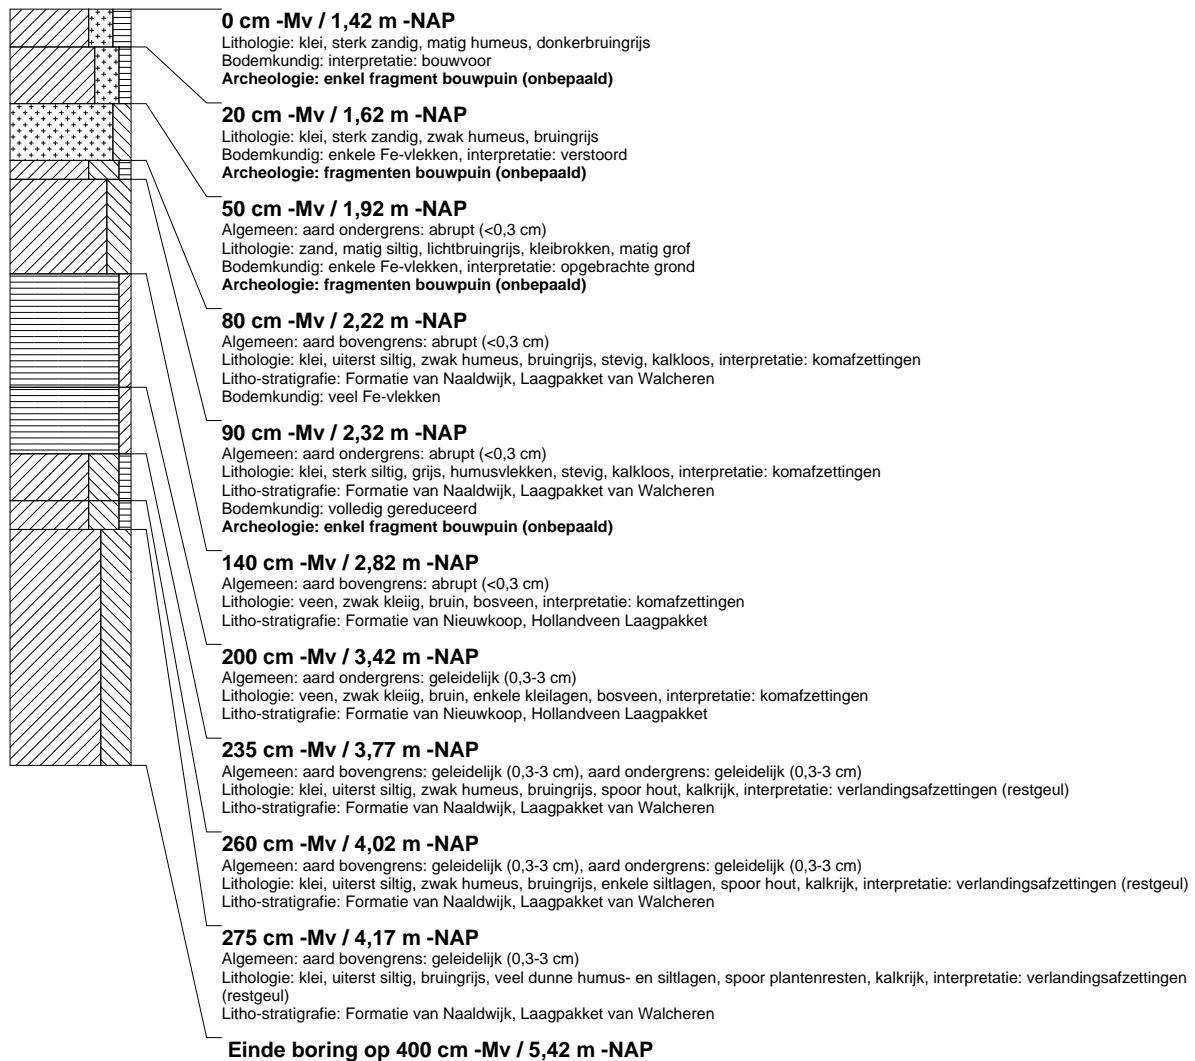 0 cm -Mv / 1,42 m -NAP
Lithologie: klei, sterk zandig, matig humeus, donkerbruingrijs
Bodemkundig: interpretatie: bouwvoor
Archeologie: enkel fragment bouwpuin (onbepaald)
20 cm -Mv / 1,62 m -NAP
Lithologie: klei, sterk zandig, zwak humeus, bruingrijs
Bodemkundig: enkele Fe-vlekken, interpretatie: verstoord
Archeologie: fragmenten bouwpuin (onbepaald)
50 cm -Mv / 1,92 m -NAP
Algemeen: aard ondergrens: abrupt (<0,3 cm)
Lithologie: zand, matig siltig, lichtbruingrijs, kleibrokken, matig grof
Bodemkundig: enkele Fe-vlekken, interpretatie: opgebrachte grond
Archeologie: fragmenten bouwpuin (onbepaald)
80 cm -Mv / 2,22 m -NAP
Algemeen: aard bovengrens: abrupt (<0,3 cm)
Lithologie: klei, uiterst siltig, zwak humeus, bruingrijs, stevig, kalkloos, interpretatie: komafzettingen
Litho-stratigrafie: Formatie van Naaldwijk, Laagpakket van Walcheren
Bodemkundig: veel Fe-vlekken
90 cm -Mv / 2,32 m -NAP
Algemeen: aard ondergrens: abrupt (<0,3 cm)
Lithologie: klei, sterk siltig, grijs, humusvlekken, stevig, kalkloos, interpretatie: komafzettingen
Litho-stratigrafie: Formatie van Naaldwijk, Laagpakket van Walcheren
Bodemkundig: volledig gereduceerd
Archeologie: enkel fragment bouwpuin (onbepaald)
140 cm -Mv / 2,82 m -NAP
Algemeen: aard bovengrens: abrupt (<0,3 cm)
Lithologie: veen, zwak kleiig, bruin, bosveen, interpretatie: komafzettingen
Litho-stratigrafie: Formatie van Nieuwkoop, Hollandveen Laagpakket
200 cm -Mv / 3,42 m -NAP
Algemeen: aard ondergrens: geleidelijk (0,3-3 cm)
Lithologie: veen, zwak kleiig, bruin, enkele kleilagen, bosveen, interpretatie: komafzettingen
Litho-stratigrafie: Formatie van Nieuwkoop, Hollandveen Laagpakket
235 cm -Mv / 3,77 m -NAP
Algemeen: aard bovengrens: geleidelijk (0,3-3 cm), aard ondergrens: geleidelijk (0,3-3 cm)
Lithologie: klei, uiterst siltig, zwak humeus, bruingrijs, spoor hout, kalkrijk, interpretatie: verlandingsafzettingen (restgeul)
Litho-stratigrafie: Formatie van Naaldwijk, Laagpakket van Walcheren
260 cm -Mv / 4,02 m -NAP
Algemeen: aard bovengrens: geleidelijk (0,3-3 cm), aard ondergrens: geleidelijk (0,3-3 cm)
Lithologie: klei, uiterst siltig, zwak humeus, bruingrijs, enkele siltlagen, spoor hout, kalkrijk, interpretatie: verlandingsafzettingen (restgeul)
Litho-stratigrafie: Formatie van Naaldwijk, Laagpakket van Walcheren
275 cm -Mv / 4,17 m -NAP
Algemeen: aard bovengrens: geleidelijk (0,3-3 cm)
Lithologie: klei, uiterst siltig, bruingrijs, veel dunne humus- en siltlagen, spoor plantenresten, kalkrijk, interpretatie: verlandingsafzettingen
(restgeul)
Litho-stratigrafie: Formatie van Naaldwijk, Laagpakket van Walcheren
Einde boring op 400 cm -Mv / 5,42 m -NAP